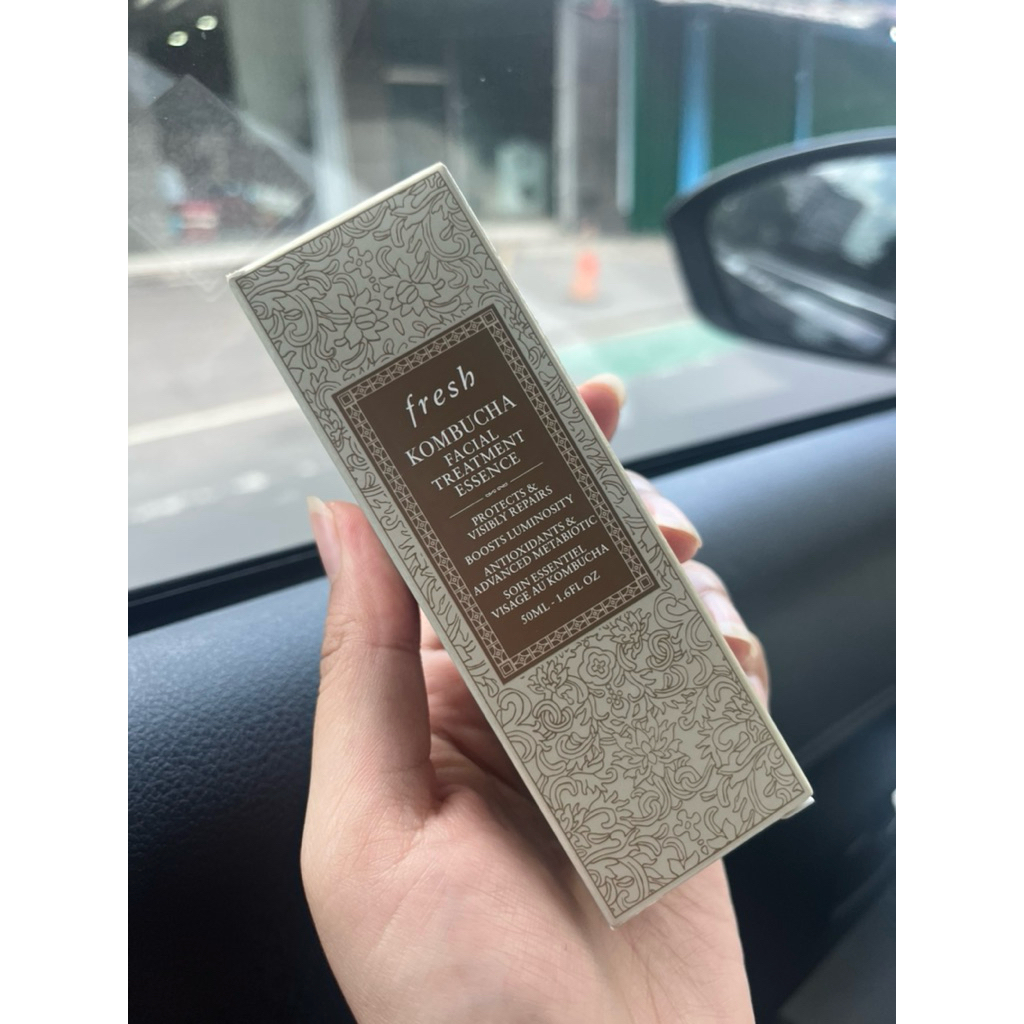 fresh
KOMBUCHA
FACIAL
TREATMENT
ESSENCE
PROTECTS &
VISIBLY REPAIRS
BOOSTS LUMINOSITY
ANTIOXIDANTS &
ADVANCED METABIOTIC
SOIN ESSENTIEL
VISAGE AU KOMBUCHA
50ML - 1.6FL OZ